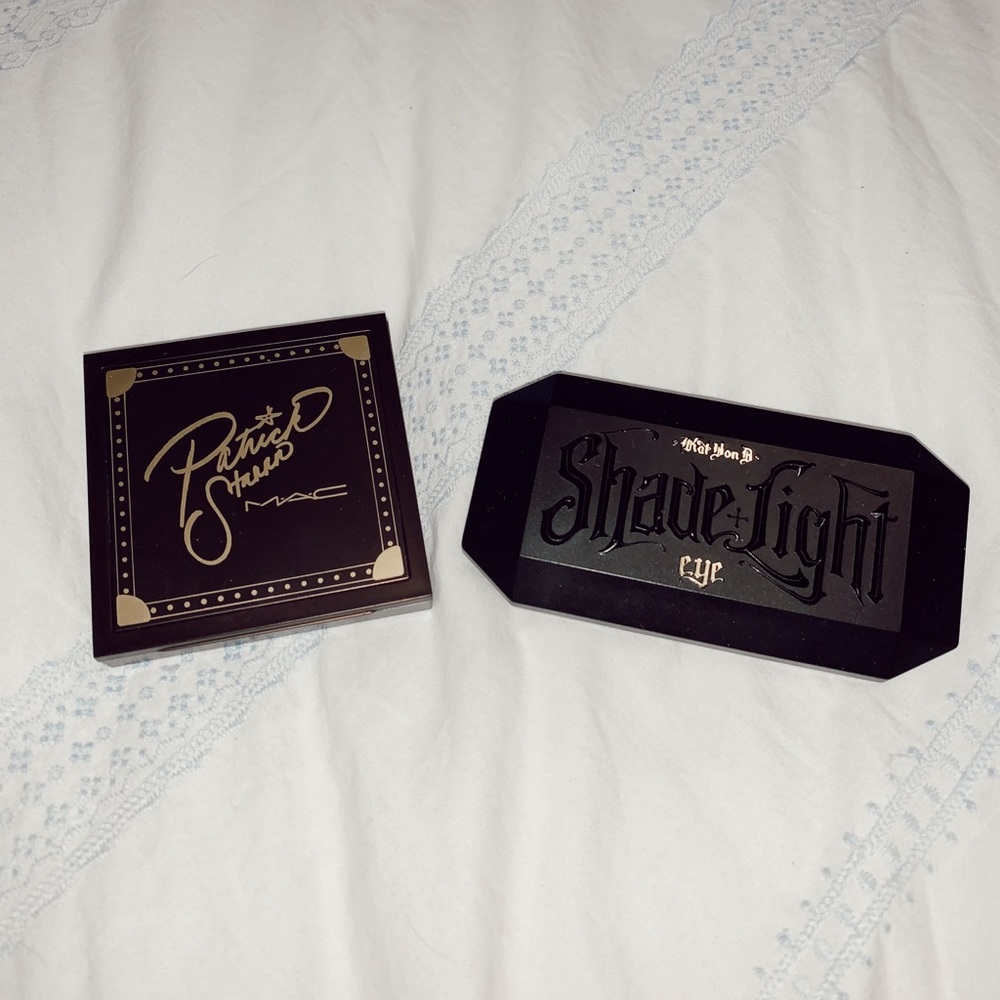 Patrick
Starrr
MAC
Kat Von D
Shade+Light
eye